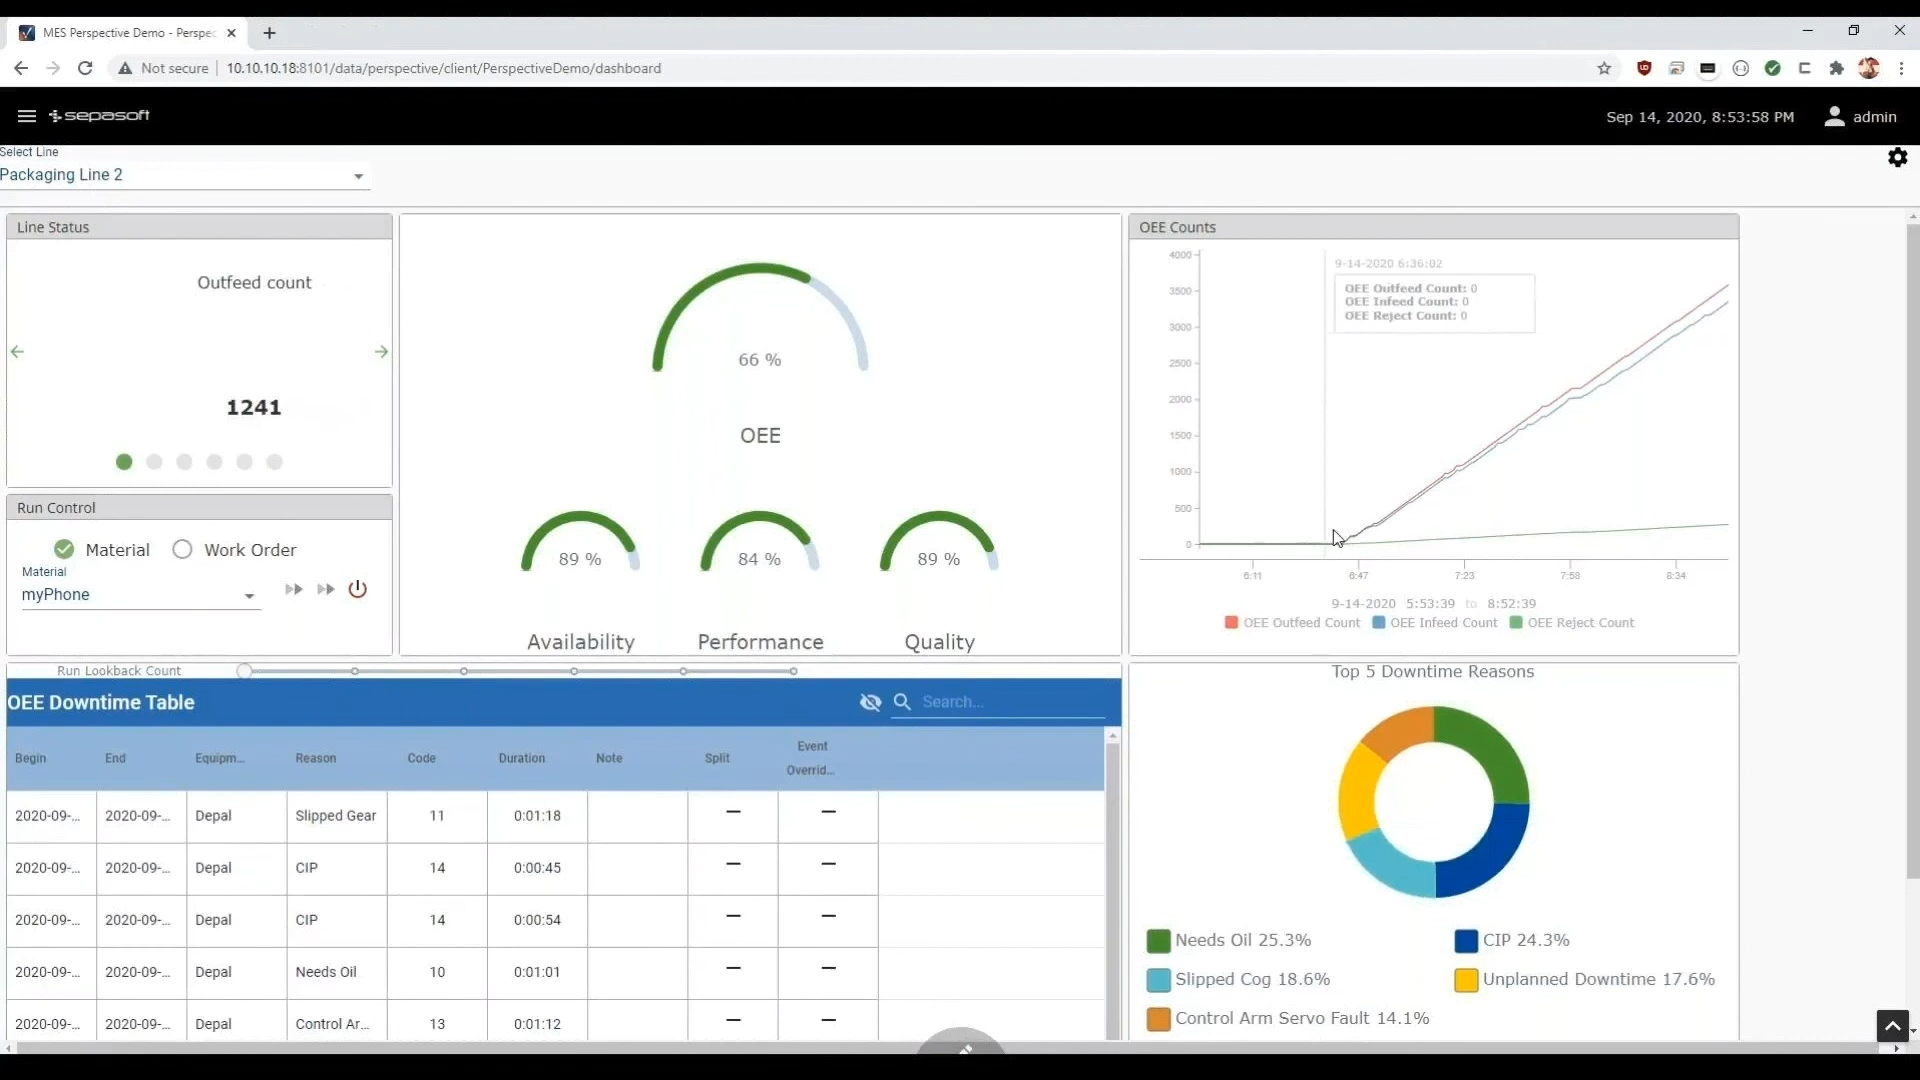 MES Perspective Demo - Perspec
Not secure
10.10.10.18:8101/data/perspective/client/PerspectiveDemo/dashboard
sepasoft
Sep 14, 2020, 8:53:58 PM
admin
Select Line
Packaging Line 2
Line Status
Outfeed count
1241
Run Control
Material
Work Order
Material
myPhone
66 %
OEE
89 %
84 %
89 %
Availability
Performance
Quality
OEE Counts
4000
3500
3000
2500
2000
1500
1000
500
0
9-14-2020 6:36:02
OEE Outfeed Count: 0
OEE Infeed Count: 0
OEE Reject Count: 0
6:11 6:47 7:23 7:58 8:34
9-14-2020 5:53:39 to 8:52:39
OEE Outfeed Count OEE Infeed Count OEE Reject Count
Run Lookback Count
OEE Downtime Table
Search...
Begin End Equipm... Reason Code Duration Note Split Event Overrid...
2020-09-... 2020-09-... Depal Slipped Gear 11 0:01:18 — —
2020-09-... 2020-09-... Depal CIP 14 0:00:45 — —
2020-09-... 2020-09-... Depal CIP 14 0:00:54 — —
2020-09-... 2020-09-... Depal Needs Oil 10 0:01:01 — —
2020-09-... 2020-09-... Depal Control Ar... 13 0:01:12 — —
Top 5 Downtime Reasons
Needs Oil 25.3%
CIP 24.3%
Slipped Cog 18.6%
Unplanned Downtime 17.6%
Control Arm Servo Fault 14.1%